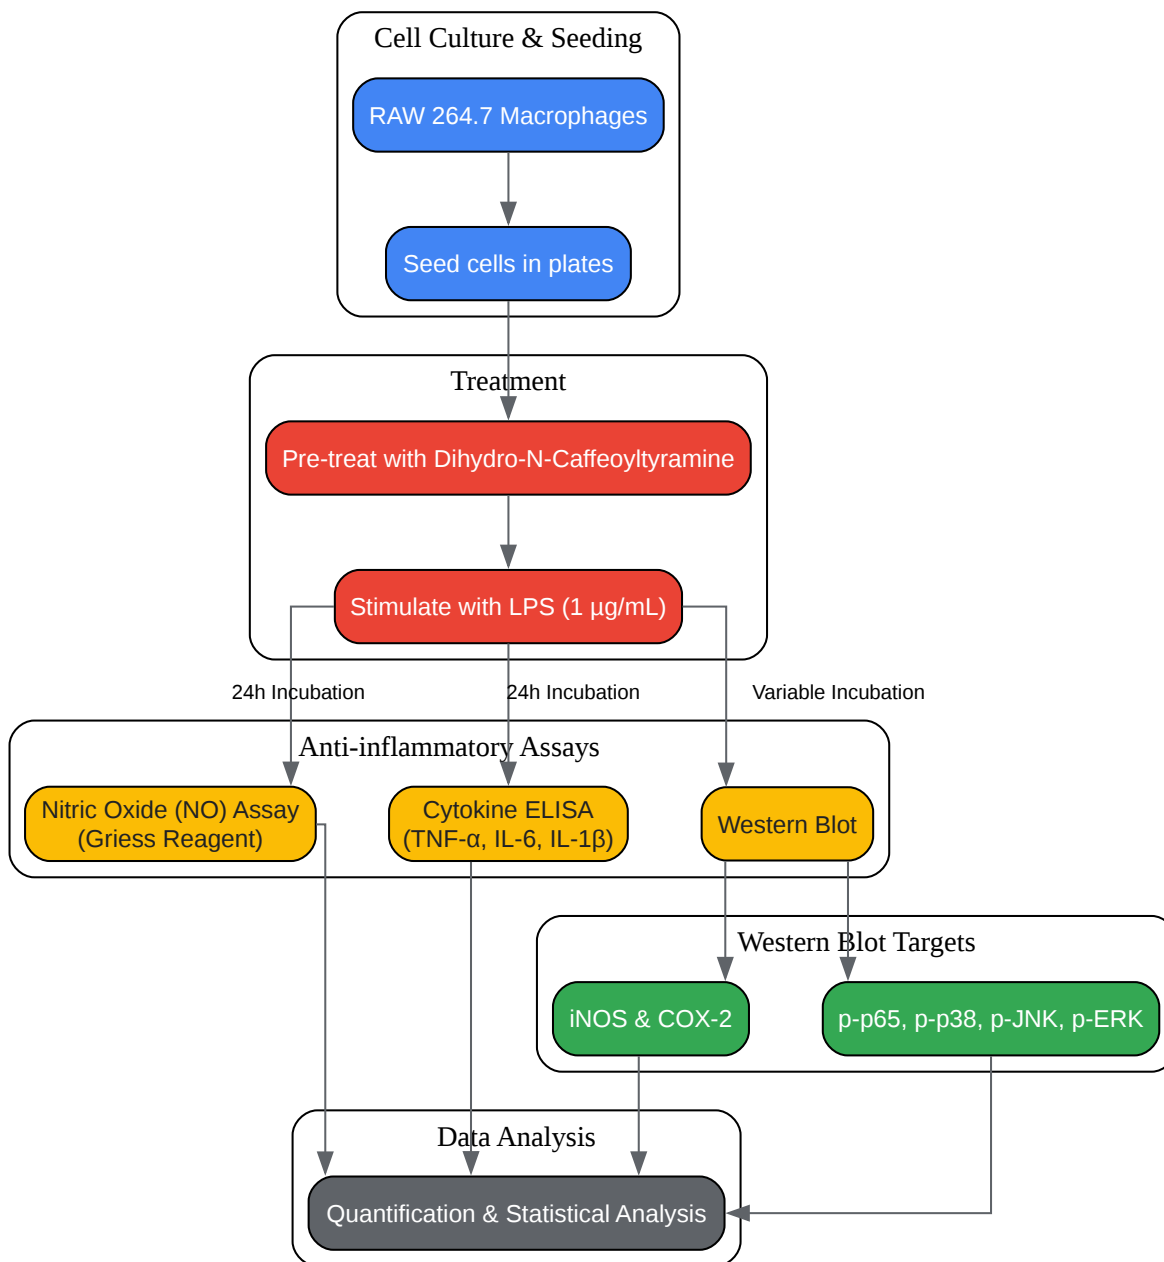 Cell Culture & Seeding
RAW 264.7 Macrophages
Seed cells in plates
Treatment
Pre-treat with Dihydro-N-Caffeoyltyramine
Stimulate with LPS (1 µg/mL)
24h Incubation
24h Incubation
Variable Incubation
Anti-inflammatory Assays
Nitric Oxide (NO) Assay
(Griess Reagent)
Cytokine ELISA
(TNF-α, IL-6, IL-1β)
Western Blot
Western Blot Targets
iNOS & COX-2
p-p65, p-p38, p-JNK, p-ERK
Data Analysis
Quantification & Statistical Analysis